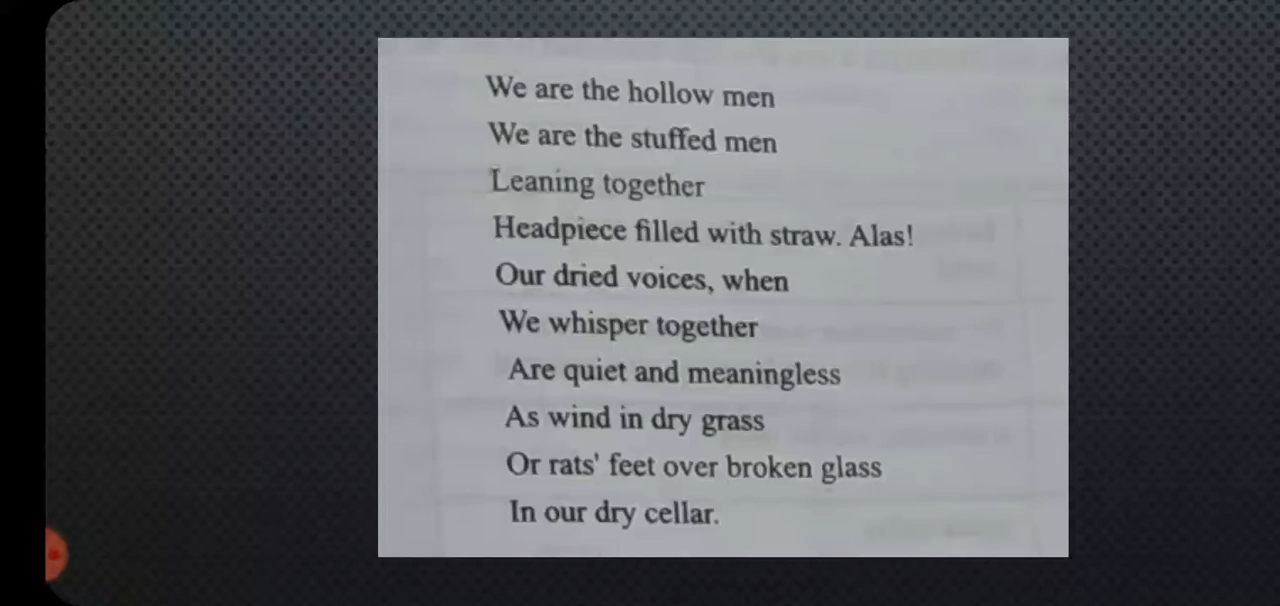 We are the hollow men
We are the stuffed men
Leaning together
Headpiece filled with straw. Alas!
Our dried voices, when
We whisper together
Are quiet and meaningless
As wind in dry grass
Or rats' feet over broken glass
In our dry cellar.